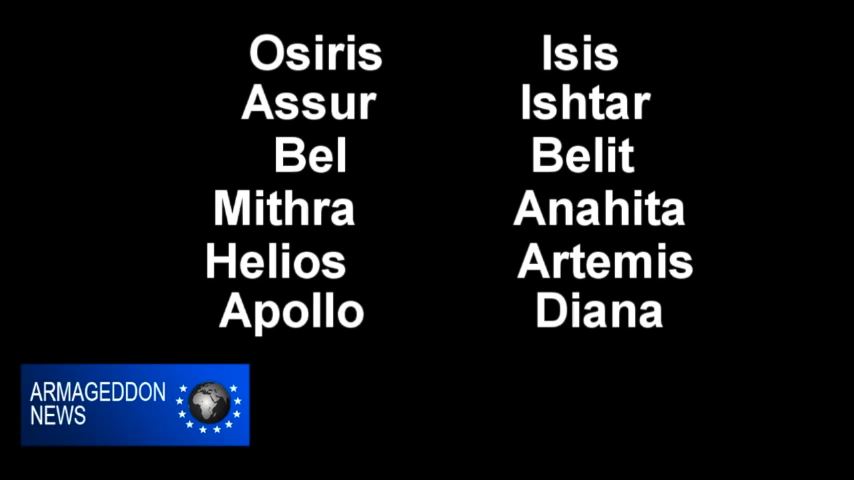 Osiris Isis
Assur Ishtar
Bel Belit
Mithra Anahita
Helios Artemis
Apollo Diana
ARMAGEDDON
NEWS